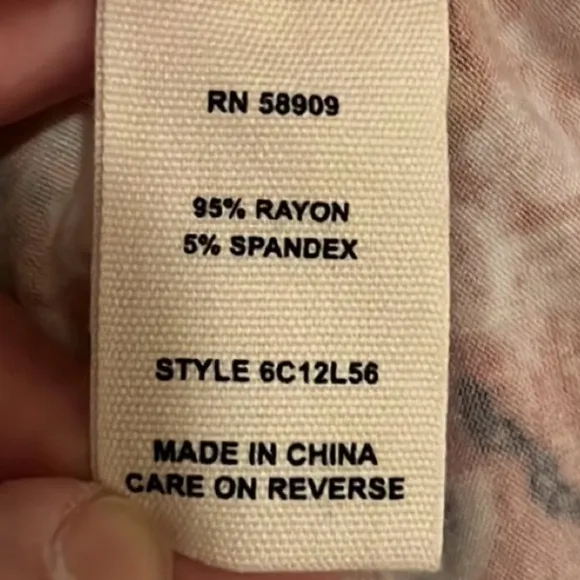 RN 58909
95% RAYON
5% SPANDEX
STYLE 6C12L56
MADE IN CHINA
CARE ON REVERSE